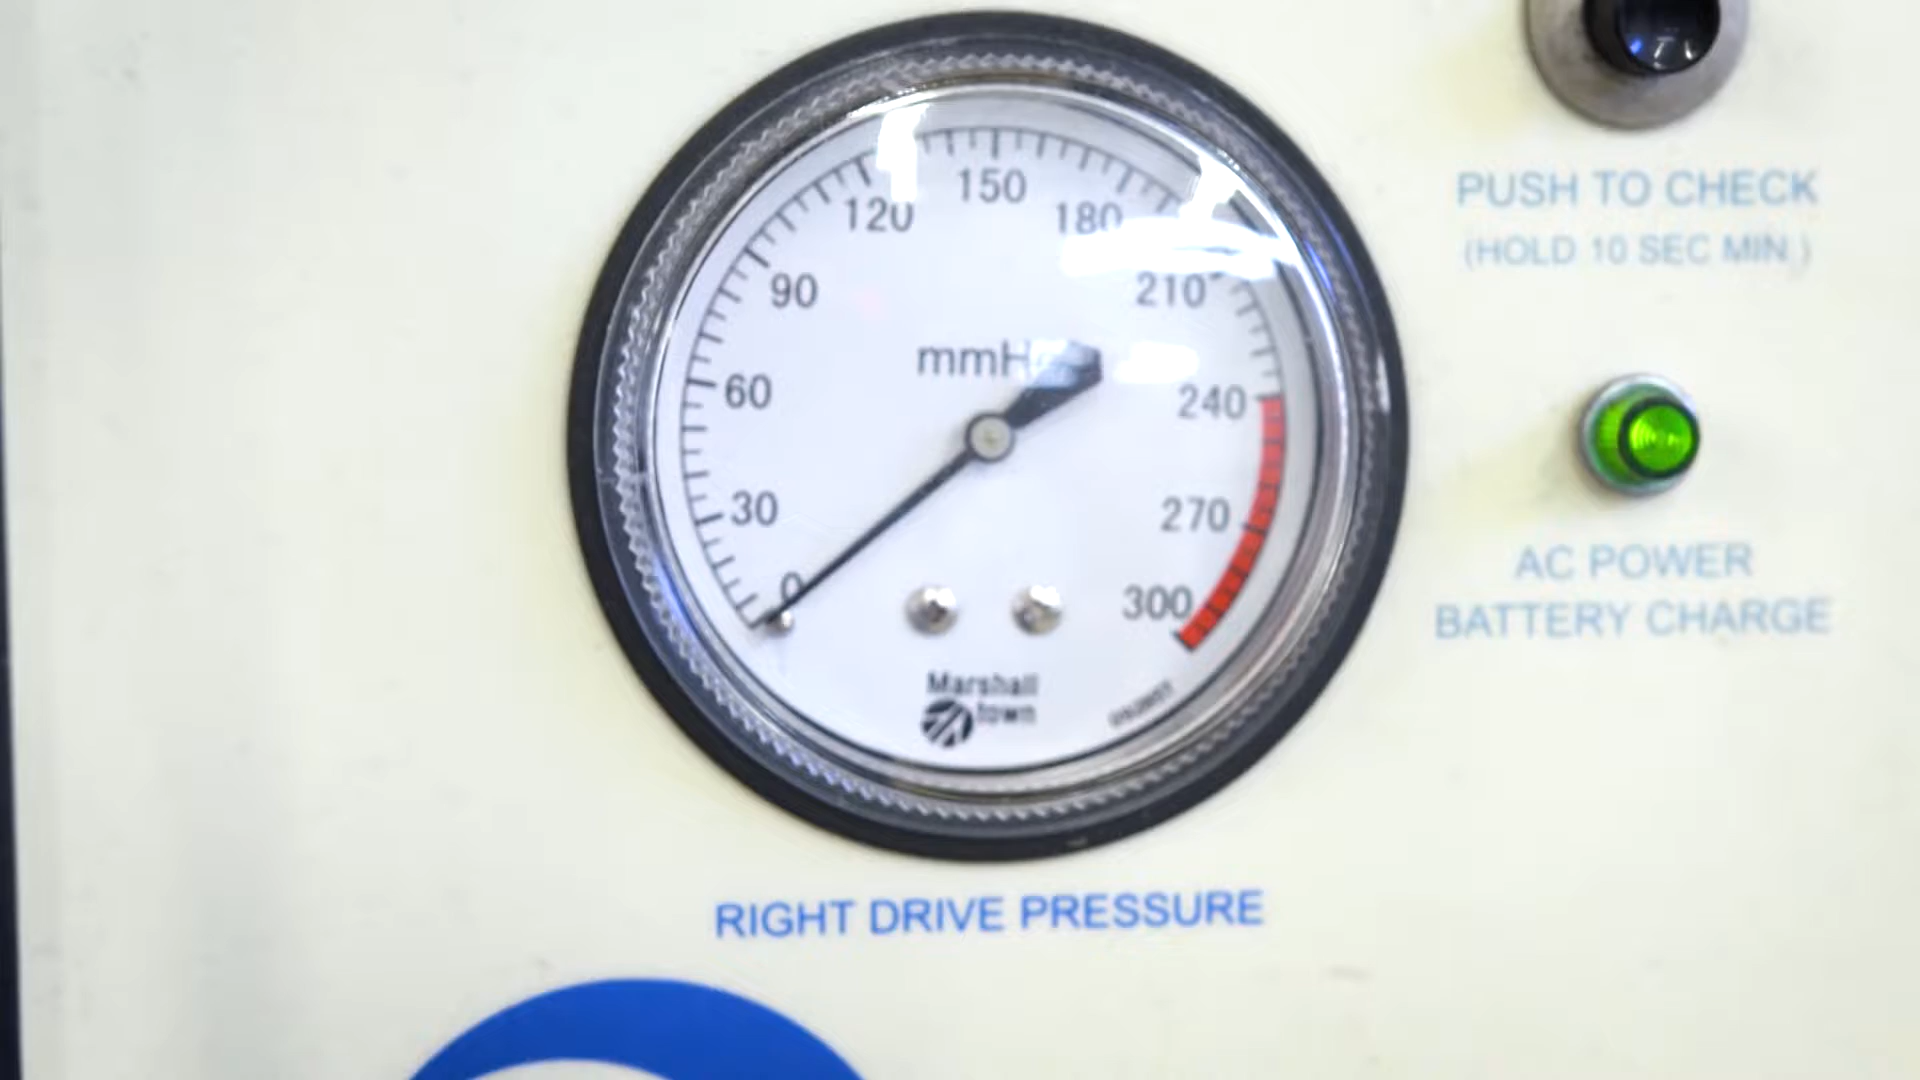 150
120
180
90
210
mmHg
60
240
30
270
0
300
Marshall
town
RIGHT DRIVE PRESSURE
PUSH TO CHECK
(HOLD 10 SEC MIN.)
AC POWER
BATTERY CHARGE